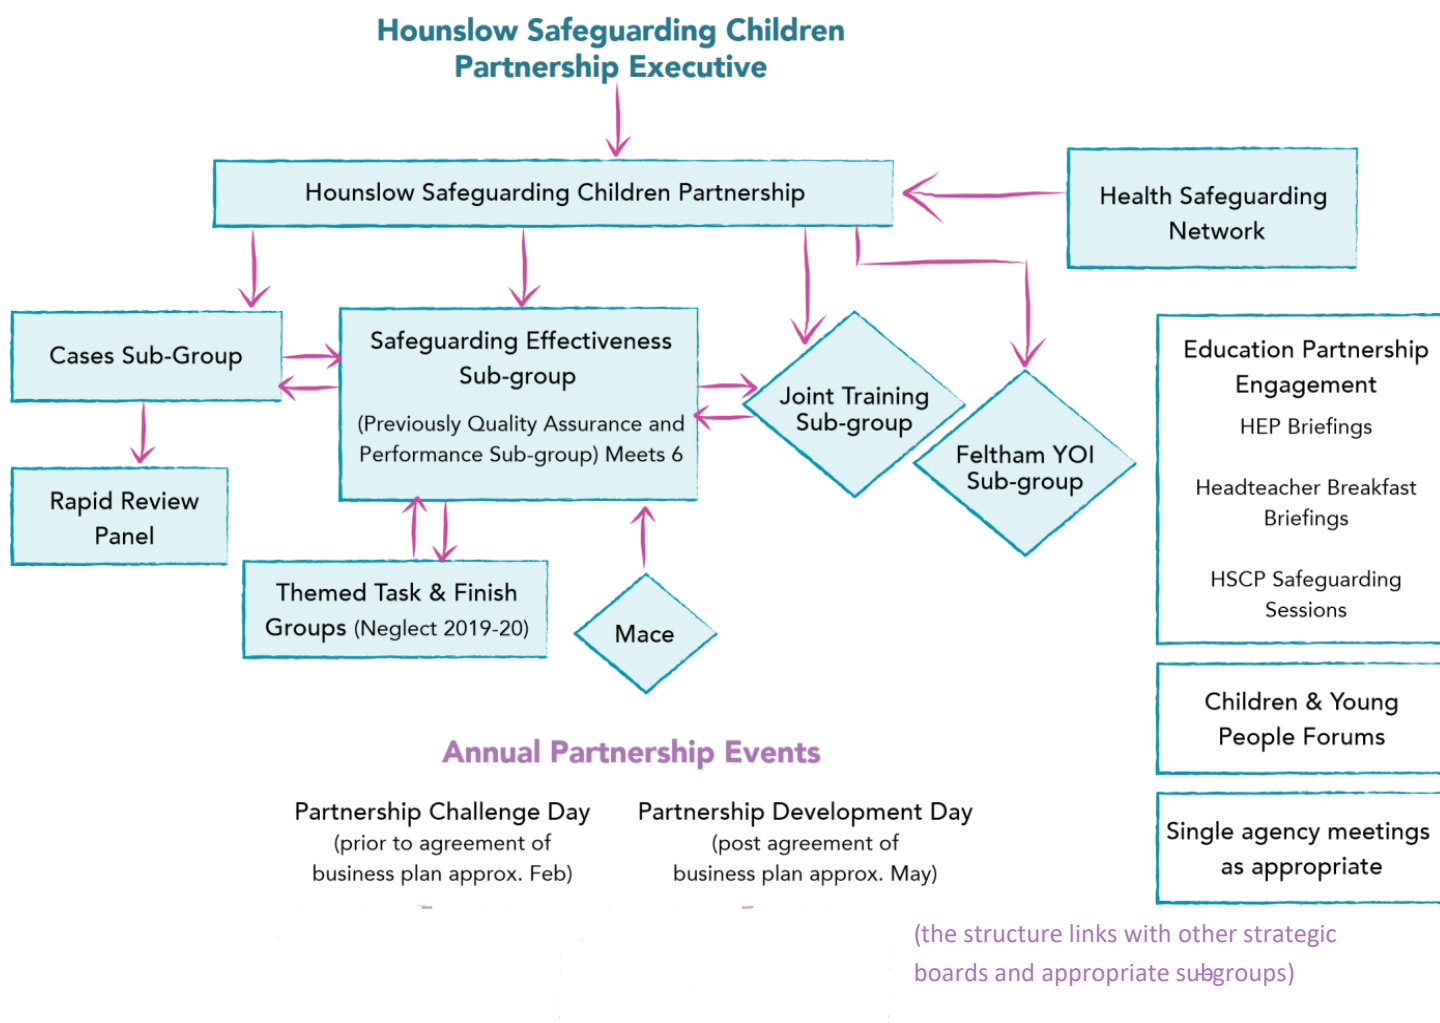 Hounslow Safeguarding Children
Partnership Executive
Hounslow Safeguarding Children Partnership
Health Safeguarding
Network
Cases Sub-Group
Safeguarding Effectiveness
Sub-group
(Previously Quality Assurance and
Performance Sub-group) Meets 6
Joint Training
Sub-group
Feltham YOI
Sub-group
Rapid Review
Panel
Themed Task & Finish
Groups (Neglect 2019-20)
Mace
Education Partnership
Engagement
HEP Briefings
Headteacher Breakfast
Briefings
HSCP Safeguarding
Sessions
Children & Young
People Forums
Single agency meetings
as appropriate
Annual Partnership Events
Partnership Challenge Day
(prior to agreement of
business plan approx. Feb)
Partnership Development Day
(post agreement of
business plan approx. May)
(the structure links with other strategic
boards and appropriate sub-groups)